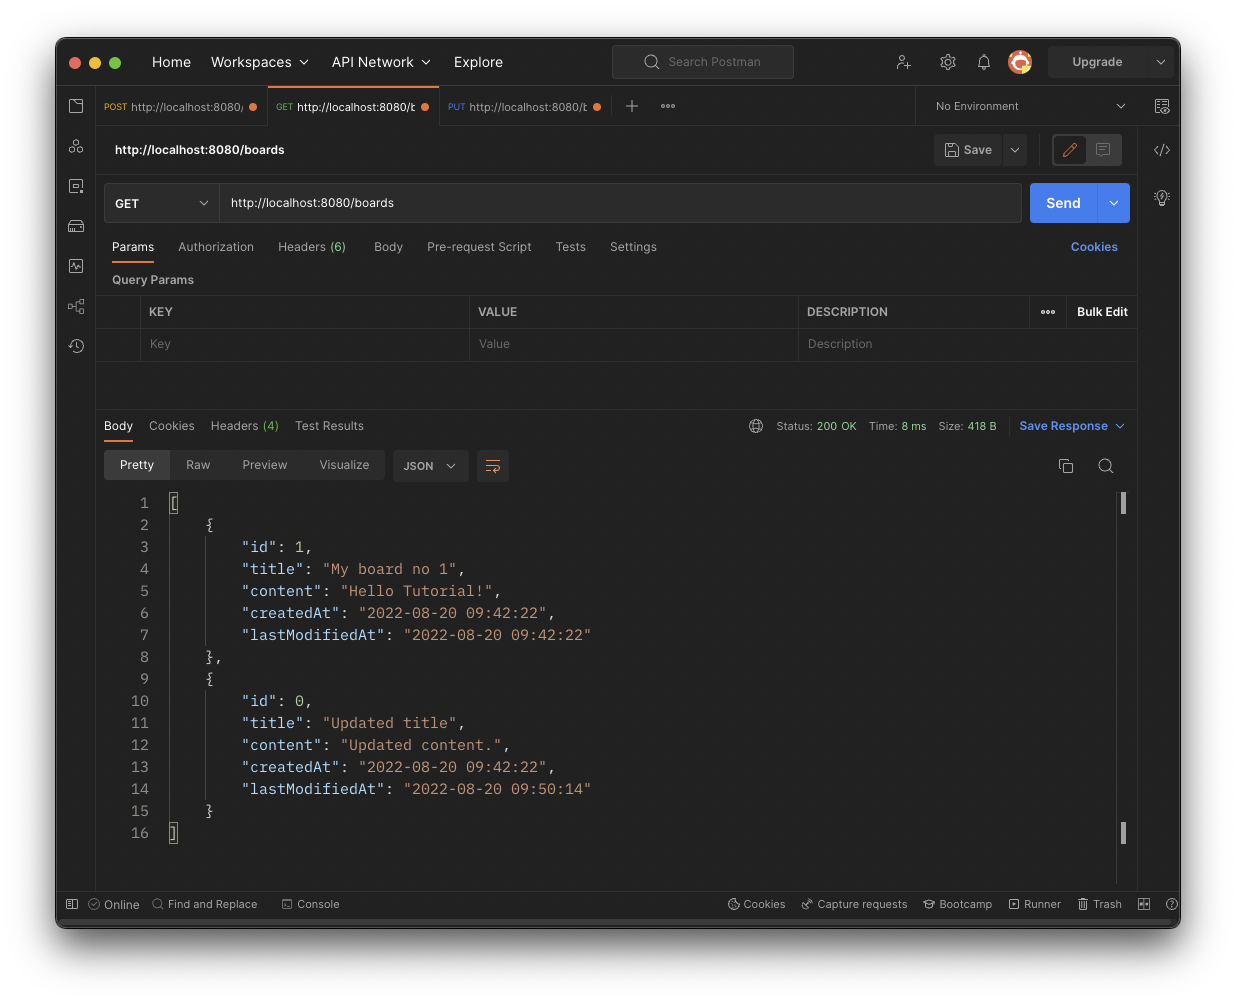 Home Workspaces API Network Explore Search Postman Upgrade
POST http://localhost:8080/ GET http://localhost:8080/b PUT http://localhost:8080/b No Environment
http://localhost:8080/boards Save
GET http://localhost:8080/boards Send
Params Authorization Headers (6) Body Pre-request Script Tests Settings Cookies
Query Params
KEY VALUE DESCRIPTION Bulk Edit
Key Value Description
Body Cookies Headers (4) Test Results Status: 200 OK Time: 8 ms Size: 418 B Save Response
Pretty Raw Preview Visualize JSON
1 [
2 {
3 "id": 1,
4 "title": "My board no 1",
5 "content": "Hello Tutorial!",
6 "createdAt": "2022-08-20 09:42:22",
7 "lastModifiedAt": "2022-08-20 09:42:22"
8 },
9 {
10 "id": 0,
11 "title": "Updated title",
12 "content": "Updated content.",
13 "createdAt": "2022-08-20 09:42:22",
14 "lastModifiedAt": "2022-08-20 09:50:14"
15 }
16 ]
Online Find and Replace Console Cookies Capture requests Bootcamp Runner Trash